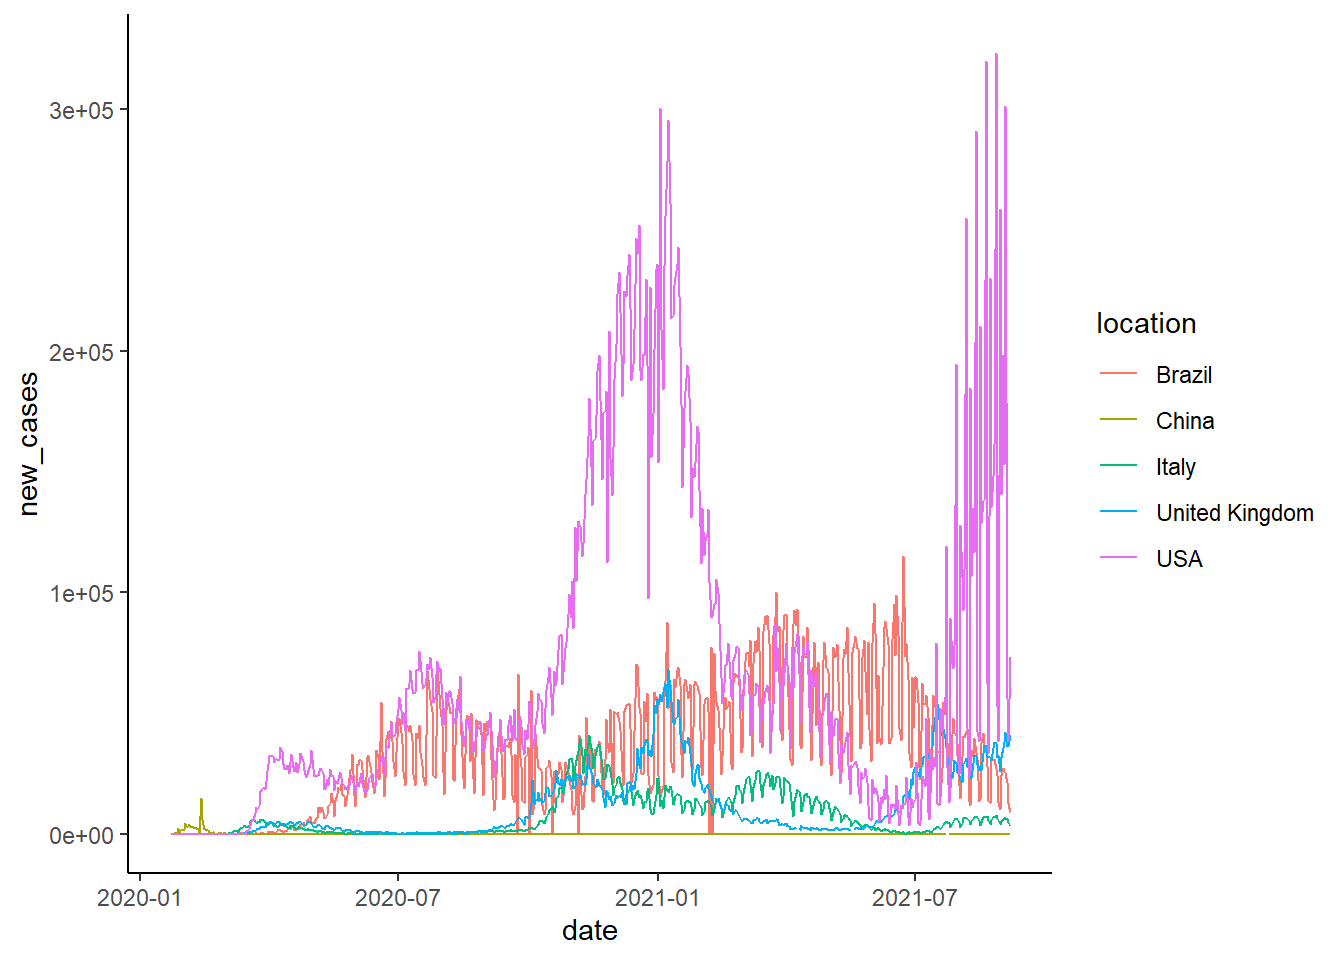 3e+05
2e+05
1e+05
0e+00
new_cases
2020-01
2020-07
2021-01
2021-07
date
location
Brazil
China
Italy
United Kingdom
USA